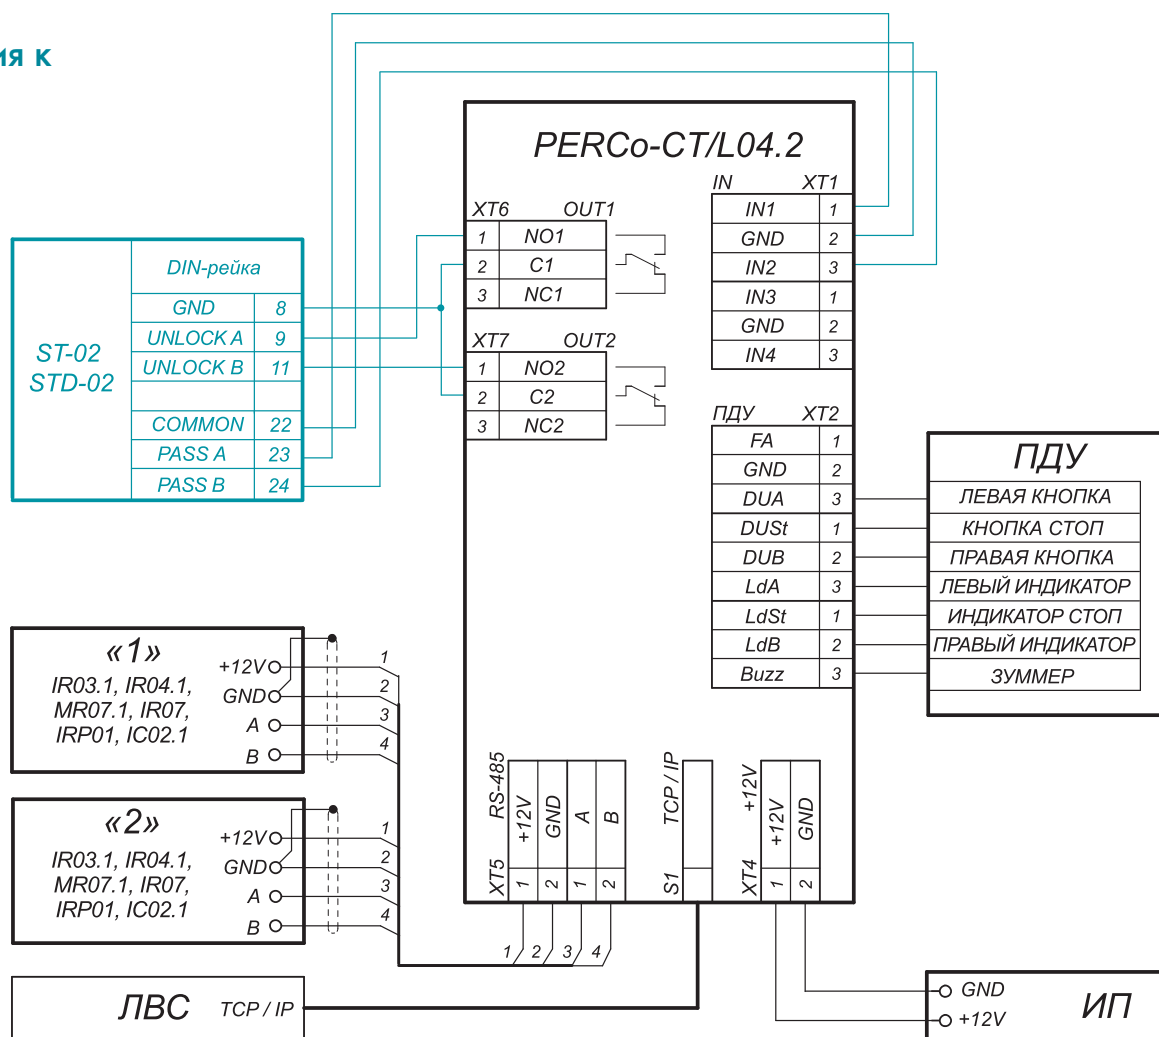 ия к
PERCo-CT/L04.2
IN XT1
IN1 1
GND 2
IN2 3
IN3 1
GND 2
IN4 3
XT6 OUT1
1 NO1
2 C1
3 NC1
XT7 OUT2
1 NO2
2 C2
3 NC2
ST-02
STD-02
DIN-рейка
GND 8
UNLOCK A 9
UNLOCK B 11
COMMON 22
PASS A 23
PASS B 24
ПДУ XT2
FA 1
GND 2
DUA 3
DUSt 1
DUB 2
LdA 3
LdSt 1
LdB 2
Buzz 3
ПДУ
ЛЕВАЯ КНОПКА
КНОПКА СТОП
ПРАВАЯ КНОПКА
ЛЕВЫЙ ИНДИКАТОР
ИНДИКАТОР СТОП
ПРАВЫЙ ИНДИКАТОР
ЗУММЕР
«1»
IR03.1, IR04.1,
MR07.1, IR07,
IRP01, IC02.1
+12V 1
GND 2
A 3
B 4
«2»
IR03.1, IR04.1,
MR07.1, IR07,
IRP01, IC02.1
+12V 1
GND 2
A 3
B 4
RS-485
XT5
+12V 1
GND 2
A 1
B 2
TCP / IP
S1
+12V
XT4
+12V 1
GND 2
1 2 3 4
ЛВС TCP / IP
GND
+12V
ИП